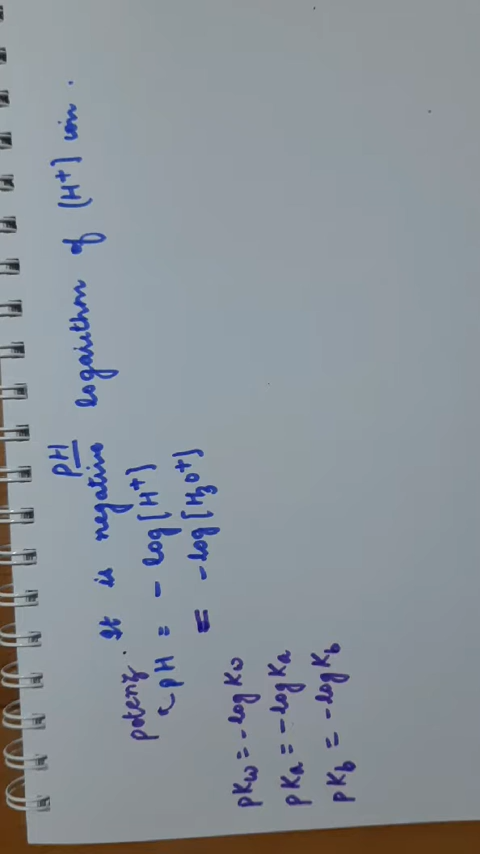 pH
It is negative logarithm of [H+] ion.
potenz
pH = - log [H+]
= - log [H3O+]
pKw = - log Kw
pKa = - log Ka
pKb = - log Kb